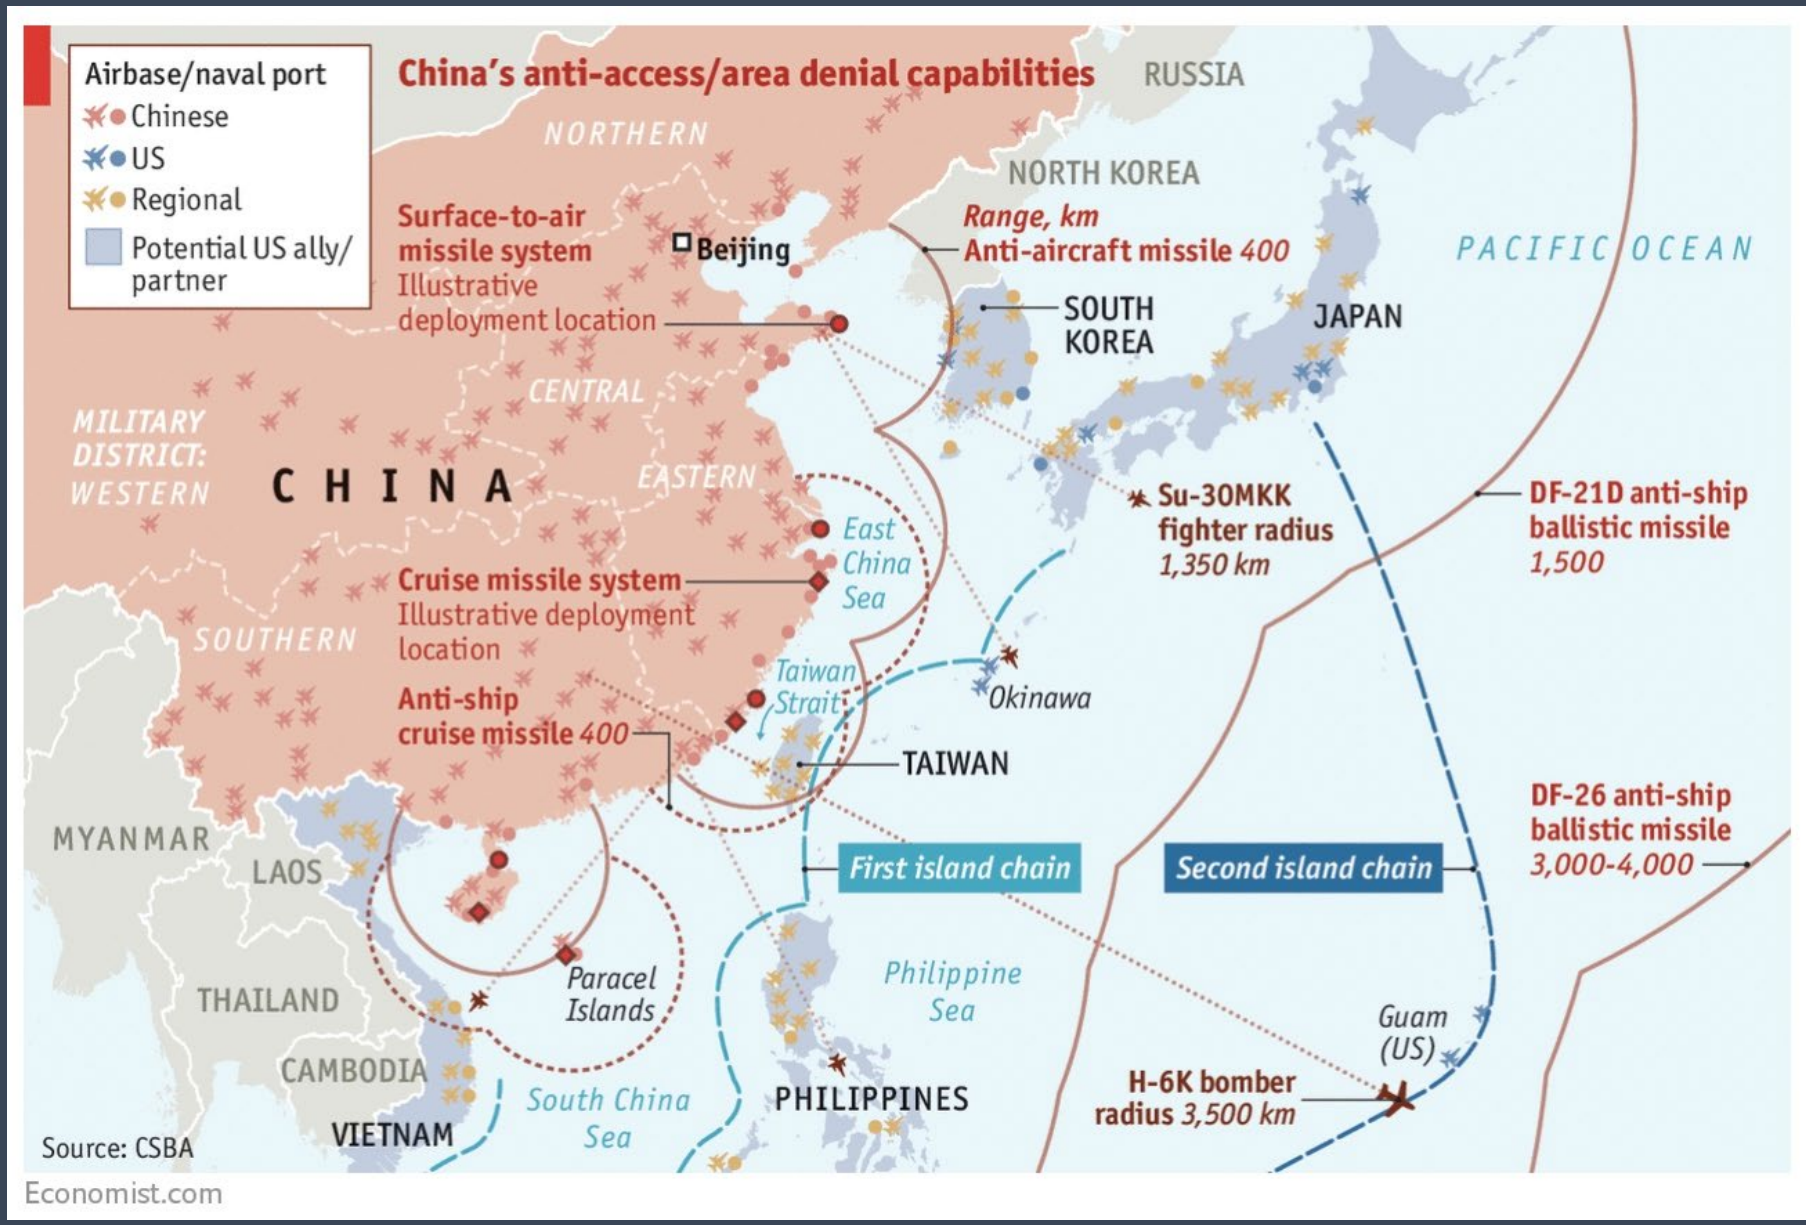 Airbase/naval port
Chinese
US
Regional
Potential US ally/
partner
China's anti-access/area denial capabilities
RUSSIA
NORTHERN
NORTH KOREA
Surface-to-air
missile system
Illustrative
deployment location
Beijing
Range, km
Anti-aircraft missile 400
PACIFIC OCEAN
SOUTH
KOREA
JAPAN
CENTRAL
MILITARY
DISTRICT:
WESTERN
CHINA
EASTERN
Su-30MKK
fighter radius
1,350 km
DF-21D anti-ship
ballistic missile
1,500
East
China
Sea
Cruise missile system
Illustrative deployment
location
SOUTHERN
Taiwan
Strait
Anti-ship
cruise missile 400
Okinawa
TAIWAN
DF-26 anti-ship
ballistic missile
3,000-4,000
MYANMAR
LAOS
First island chain
Second island chain
Paracel
Islands
Philippine
Sea
THAILAND
Guam
(US)
CAMBODIA
H-6K bomber
radius 3,500 km
South China
Sea
PHILIPPINES
VIETNAM
Source: CSBA
Economist.com